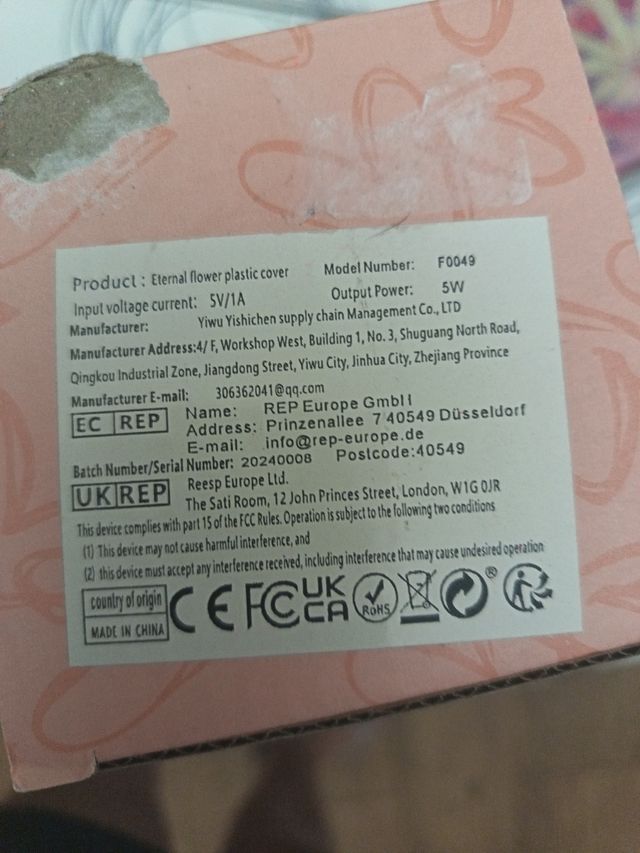 Product : Eternal flower plastic cover Model Number: F0049
Input voltage current: 5V/1A Output Power: 5W
Manufacturer: Yiwu Yishichen supply chain Management Co., LTD
Manufacturer Address:4/ F, Workshop West, Building 1, No. 3, Shuguang North Road,
Qingkou Industrial Zone, Jiangdong Street, Yiwu City, Jinhua City, Zhejiang Province
Manufacturer E-mail: 306362041@qq.com
EC REP Name: REP Europe GmbH
Address: Prinzenallee 7 40549 Düsseldorf
E-mail: info@rep-europe.de
Batch Number/Serial Number: 20240008 Postcode:40549
UK REP Reesp Europe Ltd.
The Sati Room, 12 John Princes Street, London, W1G 0JR
This device complies with part 15 of the FCC Rules. Operation is subject to the following two conditions
(1) This device may not cause harmful interference, and
(2) this device must accept any interference received, including interference that may cause undesired operation
country of origin
MADE IN CHINA
CE FC UK CA RoHS ®